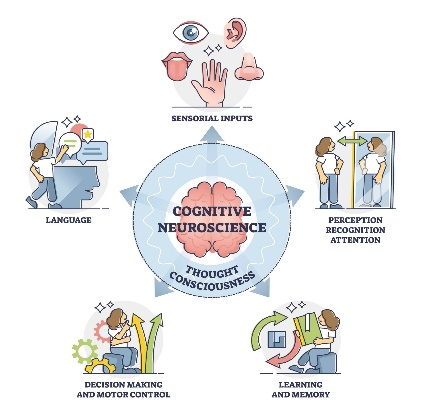 SENSORIAL INPUTS
LANGUAGE
COGNITIVE
NEUROSCIENCE
THOUGHT
CONSCIOUSNESS
PERCEPTION
RECOGNITION
ATTENTION
DECISION MAKING
AND MOTOR CONTROL
LEARNING
AND MEMORY